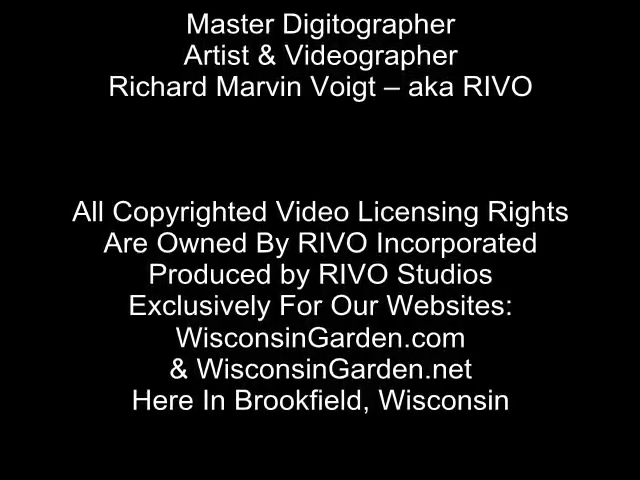 Master Digitographer
Artist & Videographer
Richard Marvin Voigt – aka RIVO
All Copyrighted Video Licensing Rights
Are Owned By RIVO Incorporated
Produced by RIVO Studios
Exclusively For Our Websites:
WisconsinGarden.com
& WisconsinGarden.net
Here In Brookfield, Wisconsin